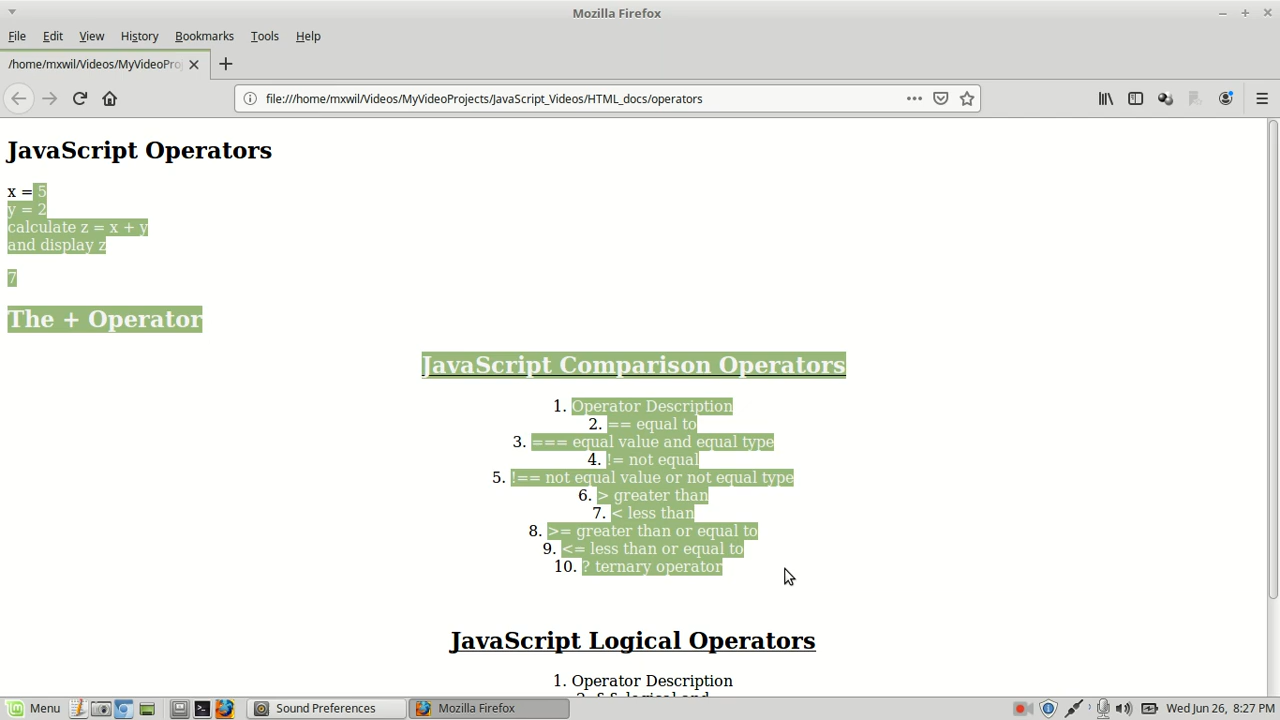 Mozilla Firefox
File Edit View History Bookmarks Tools Help
/home/mxwil/Videos/MyVideoPro
file:///home/mxwil/Videos/MyVideoProjects/JavaScript_Videos/HTML_docs/operators
JavaScript Operators
x = 5
y = 2
calculate z = x + y
and display z
7
The + Operator
JavaScript Comparison Operators
1. Operator Description
2. == equal to
3. === equal value and equal type
4. != not equal
5. !== not equal value or not equal type
6. > greater than
7. < less than
8. >= greater than or equal to
9. <= less than or equal to
10. ? ternary operator
JavaScript Logical Operators
1. Operator Description
2. && logical and
Menu Sound Preferences Mozilla Firefox Wed Jun 26, 8:27 PM